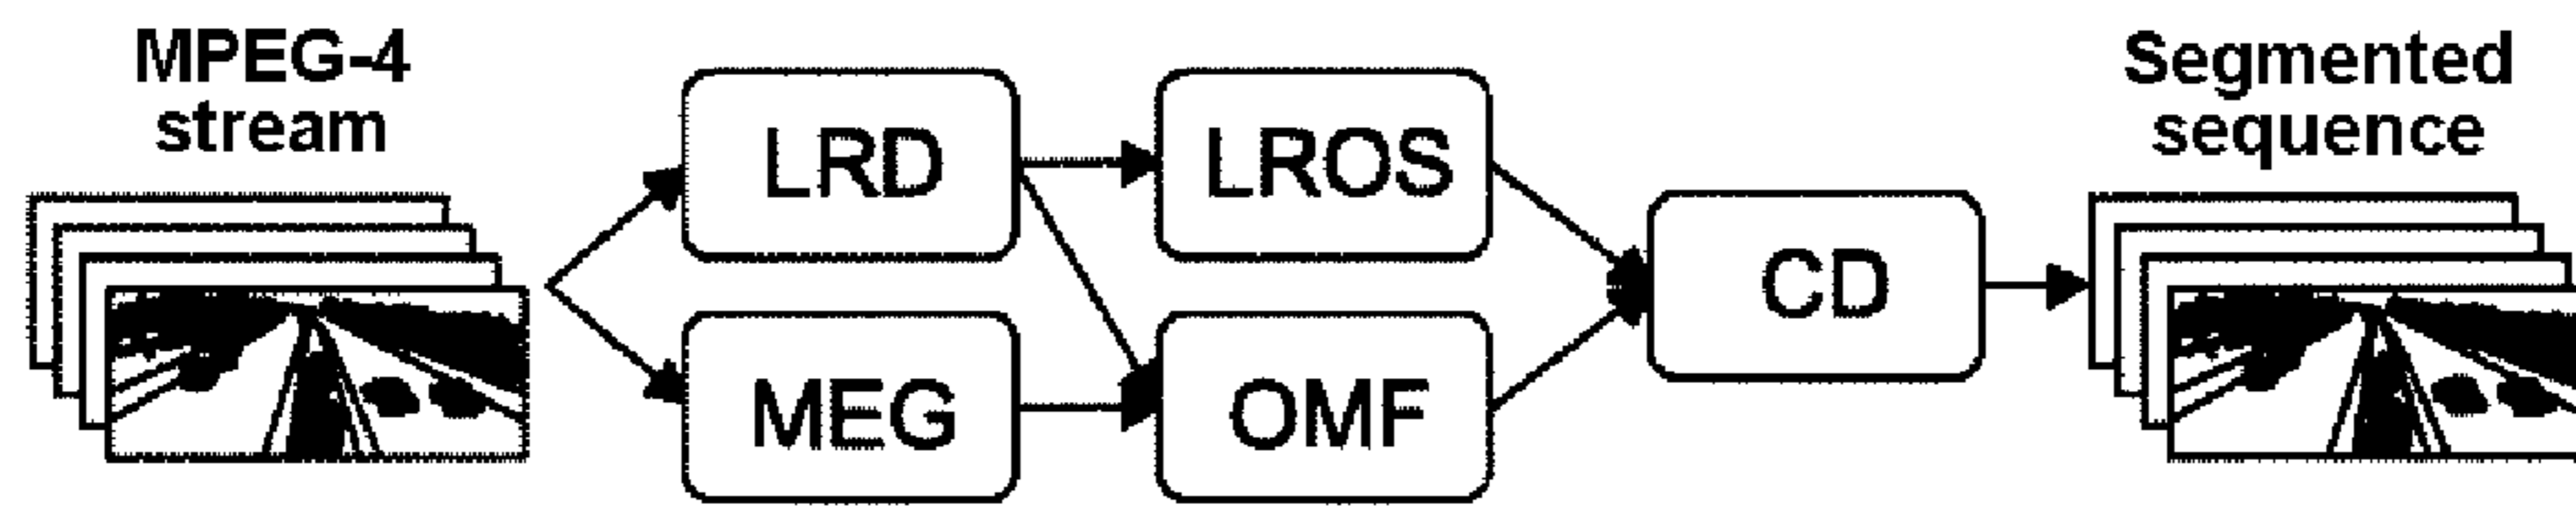 MPEG-4
stream
LRD
LROS
MEG
OMF
CD
Segmented
sequence